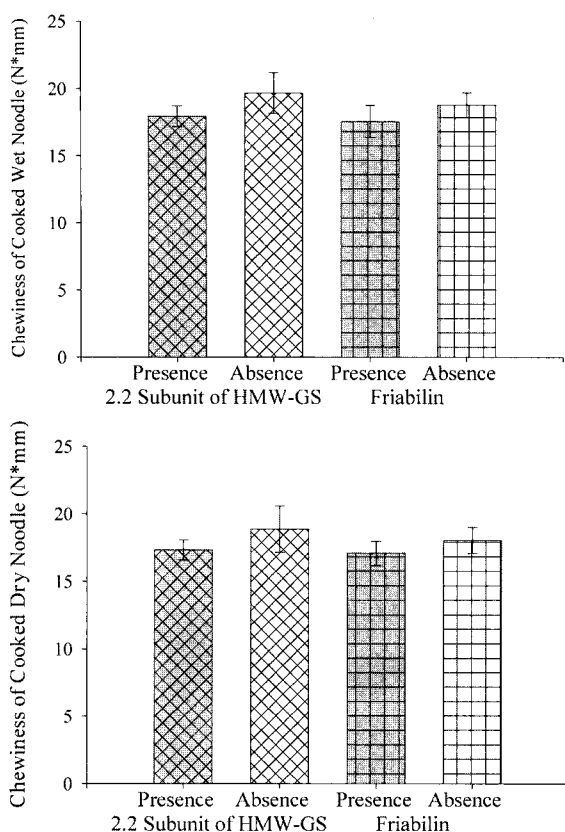 Chewiness of Cooked Wet Noodle (N*mm)
25
20
15
10
5
0
Presence Absence Presence Absence
2.2 Subunit of HMW-GS Friabilin
Chewiness of Cooked Dry Noodle (N*mm)
25
20
15
10
5
0
Presence Absence Presence Absence
2.2 Subunit of HMW-GS Friabilin